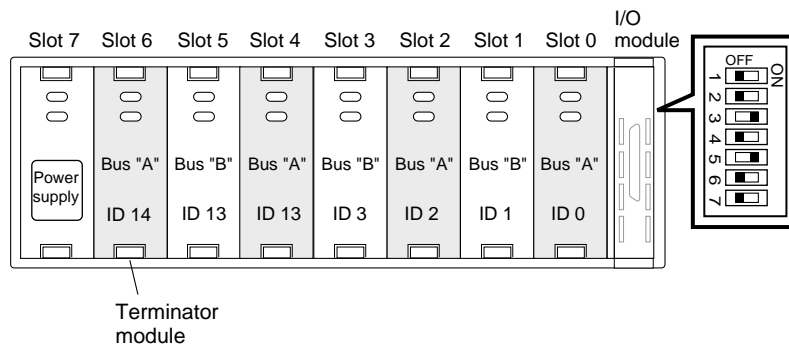 I/O
module
Slot 7 Slot 6 Slot 5 Slot 4 Slot 3 Slot 2 Slot 1 Slot 0
Power
supply
Bus "A" Bus "B" Bus "A" Bus "B" Bus "A" Bus "B" Bus "A"
ID 14 ID 13 ID 13 ID 3 ID 2 ID 1 ID 0
OFF
ON
1
2
3
4
5
6
7
Terminator
module